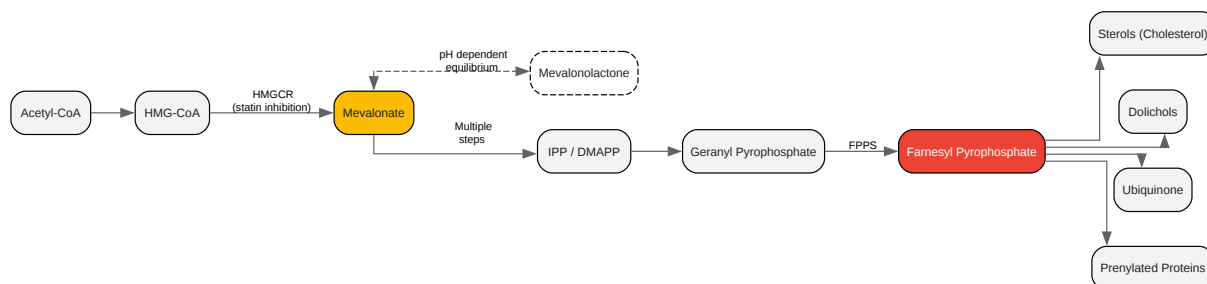 Sterols (Cholesterol)
pH dependent
equilibrium
Mevalonolactone
HMGCR
(statin inhibition)
Acetyl-CoA
HMG-CoA
Mevalonate
Dolichols
Multiple
steps
IPP / DMAPP
Geranyl Pyrophosphate
FPPS
Farnesyl Pyrophosphate
Ubiquinone
Prenylated Proteins